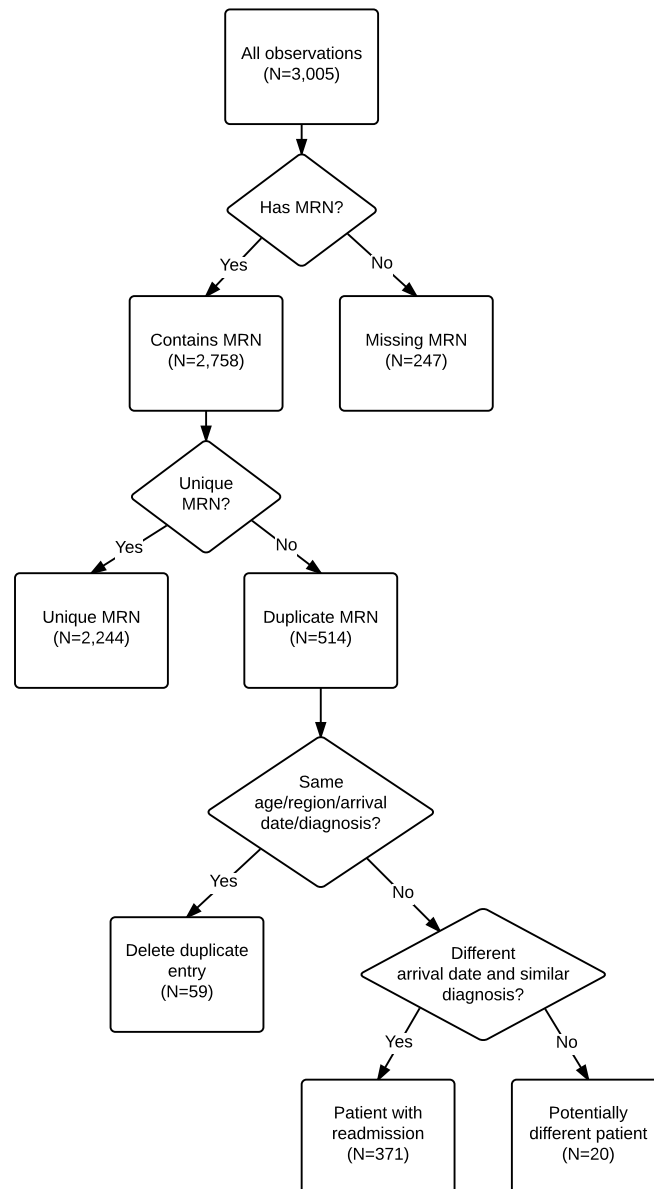 All observations
(N=3,005)
Has MRN?
Yes
No
Contains MRN
(N=2,758)
Missing MRN
(N=247)
Unique
MRN?
Yes
No
Unique MRN
(N=2,244)
Duplicate MRN
(N=514)
Same
age/region/arrival
date/diagnosis?
Yes
No
Delete duplicate
entry
(N=59)
Different
arrival date and similar
diagnosis?
Yes
No
Patient with
readmission
(N=371)
Potentially
different patient
(N=20)